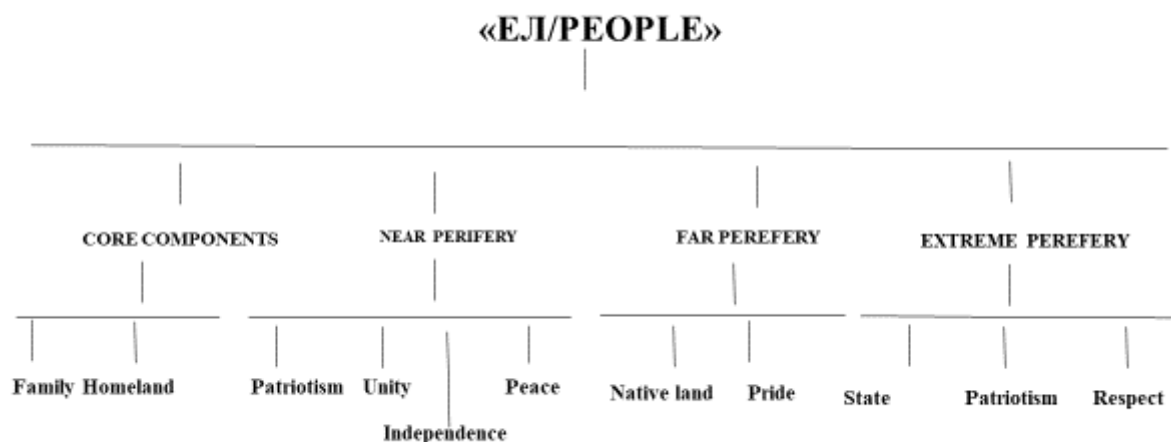 «ЕЛ/PEOPLE»
CORE COMPONENTS
NEAR PERIFERY
FAR PEREFERY
EXTREME PEREFERY
Family Homeland
Patriotism Unity
Independence
Peace
Native land Pride
State Patriotism Respect